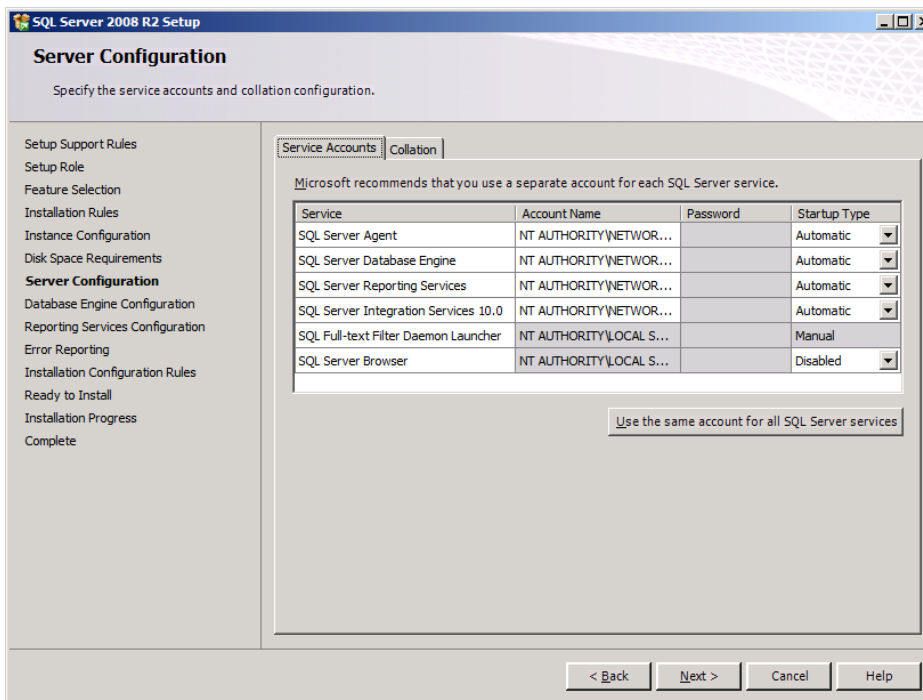 SQL Server 2008 R2 Setup
Server Configuration
Specify the service accounts and collation configuration.
Setup Support Rules
Setup Role
Feature Selection
Installation Rules
Instance Configuration
Disk Space Requirements
Server Configuration
Database Engine Configuration
Reporting Services Configuration
Error Reporting
Installation Configuration Rules
Ready to Install
Installation Progress
Complete
Service Accounts Collation
Microsoft recommends that you use a separate account for each SQL Server service.
Service Account Name Password Startup Type
SQL Server Agent NT AUTHORITY\NETWOR... Automatic
SQL Server Database Engine NT AUTHORITY\NETWOR... Automatic
SQL Server Reporting Services NT AUTHORITY\NETWOR... Automatic
SQL Server Integration Services 10.0 NT AUTHORITY\NETWOR... Automatic
SQL Full-text Filter Daemon Launcher NT AUTHORITY\LOCAL S... Manual
SQL Server Browser NT AUTHORITY\LOCAL S... Disabled
Use the same account for all SQL Server services
< Back Next > Cancel Help